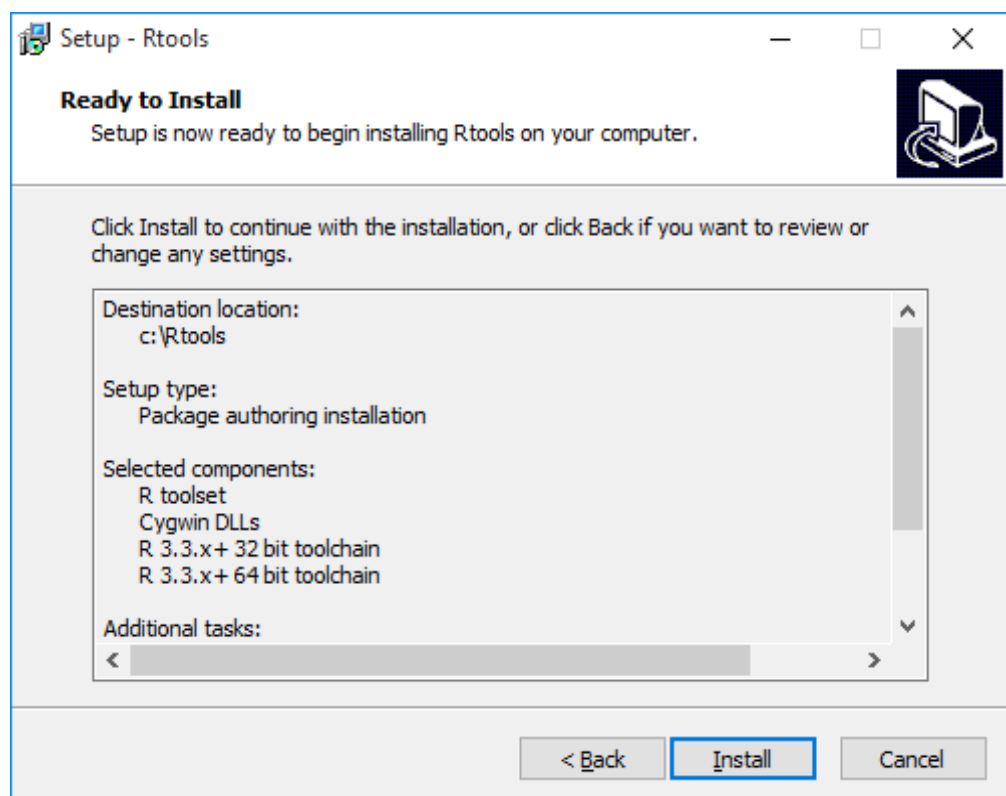 Setup - Rtools
Ready to Install
Setup is now ready to begin installing Rtools on your computer.
Click Install to continue with the installation, or click Back if you want to review or
change any settings.
Destination location:
c:\Rtools
Setup type:
Package authoring installation
Selected components:
R toolset
Cygwin DLLs
R 3.3.x+ 32 bit toolchain
R 3.3.x+ 64 bit toolchain
Additional tasks:
< Back
Install
Cancel